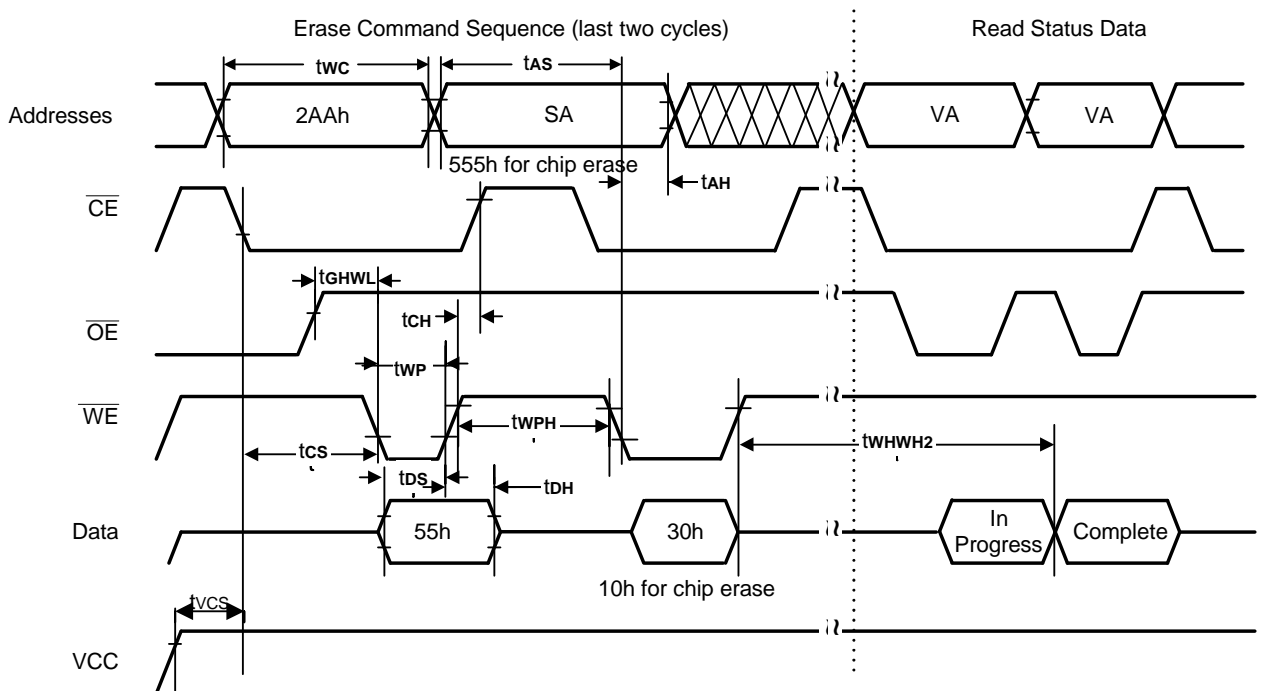 Erase Command Sequence (last two cycles)
Read Status Data
tWC
tAS
Addresses
2AAh
SA
VA
VA
555h for chip erase
tAH
CE
tGHWL
OE
tCH
tWP
WE
tWPH
tWHWH2
tCS
tDS
tDH
Data
55h
30h
In
Progress
Complete
10h for chip erase
tVCS
VCC